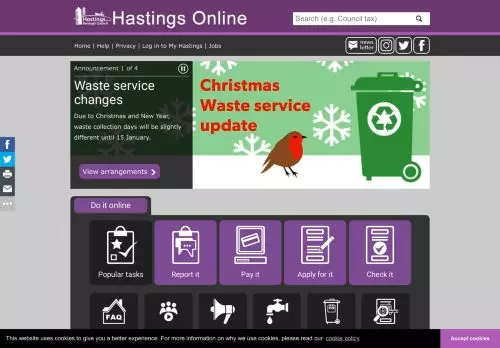 Hastings
Borough Council
Hastings Online
Search (e.g. Council tax)
Home | Help | Privacy | Log in to My Hastings | Jobs
news
letter
Announcement 1 of 4
Waste service
changes
Due to Christmas and New Year,
waste collection days will be slightly
different until 15 January.
View arrangements
Christmas
Waste service
update
Do it online
Popular tasks
Report it
Pay it
Apply for it
Check it
FAQ
This website uses cookies to give you a better experience. For more information on why we use cookies, please read our cookie policy
Accept cookies